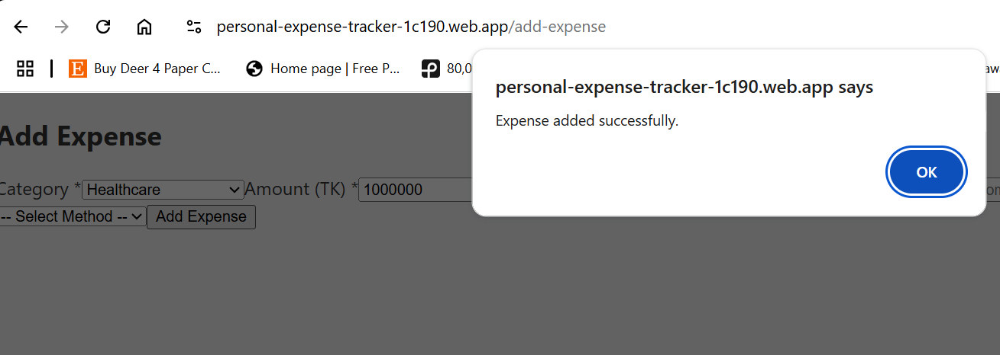 personal-expense-tracker-1c190.web.app/add-expense
Buy Deer 4 Paper C... Home page | Free P... 80,0
personal-expense-tracker-1c190.web.app says
Expense added successfully.
OK
Add Expense
Category * Healthcare Amount (TK) * 1000000
-- Select Method -- Add Expense